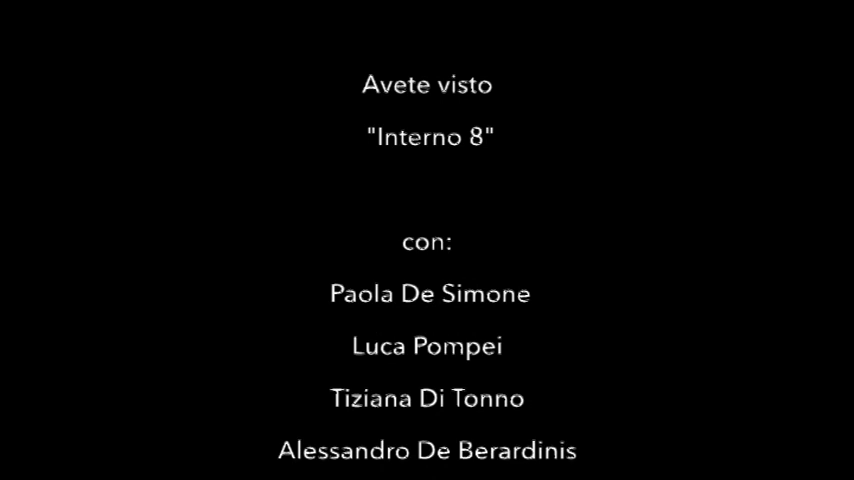 Avete visto
"Interno 8"
con:
Paola De Simone
Luca Pompei
Tiziana Di Tonno
Alessandro De Berardinis